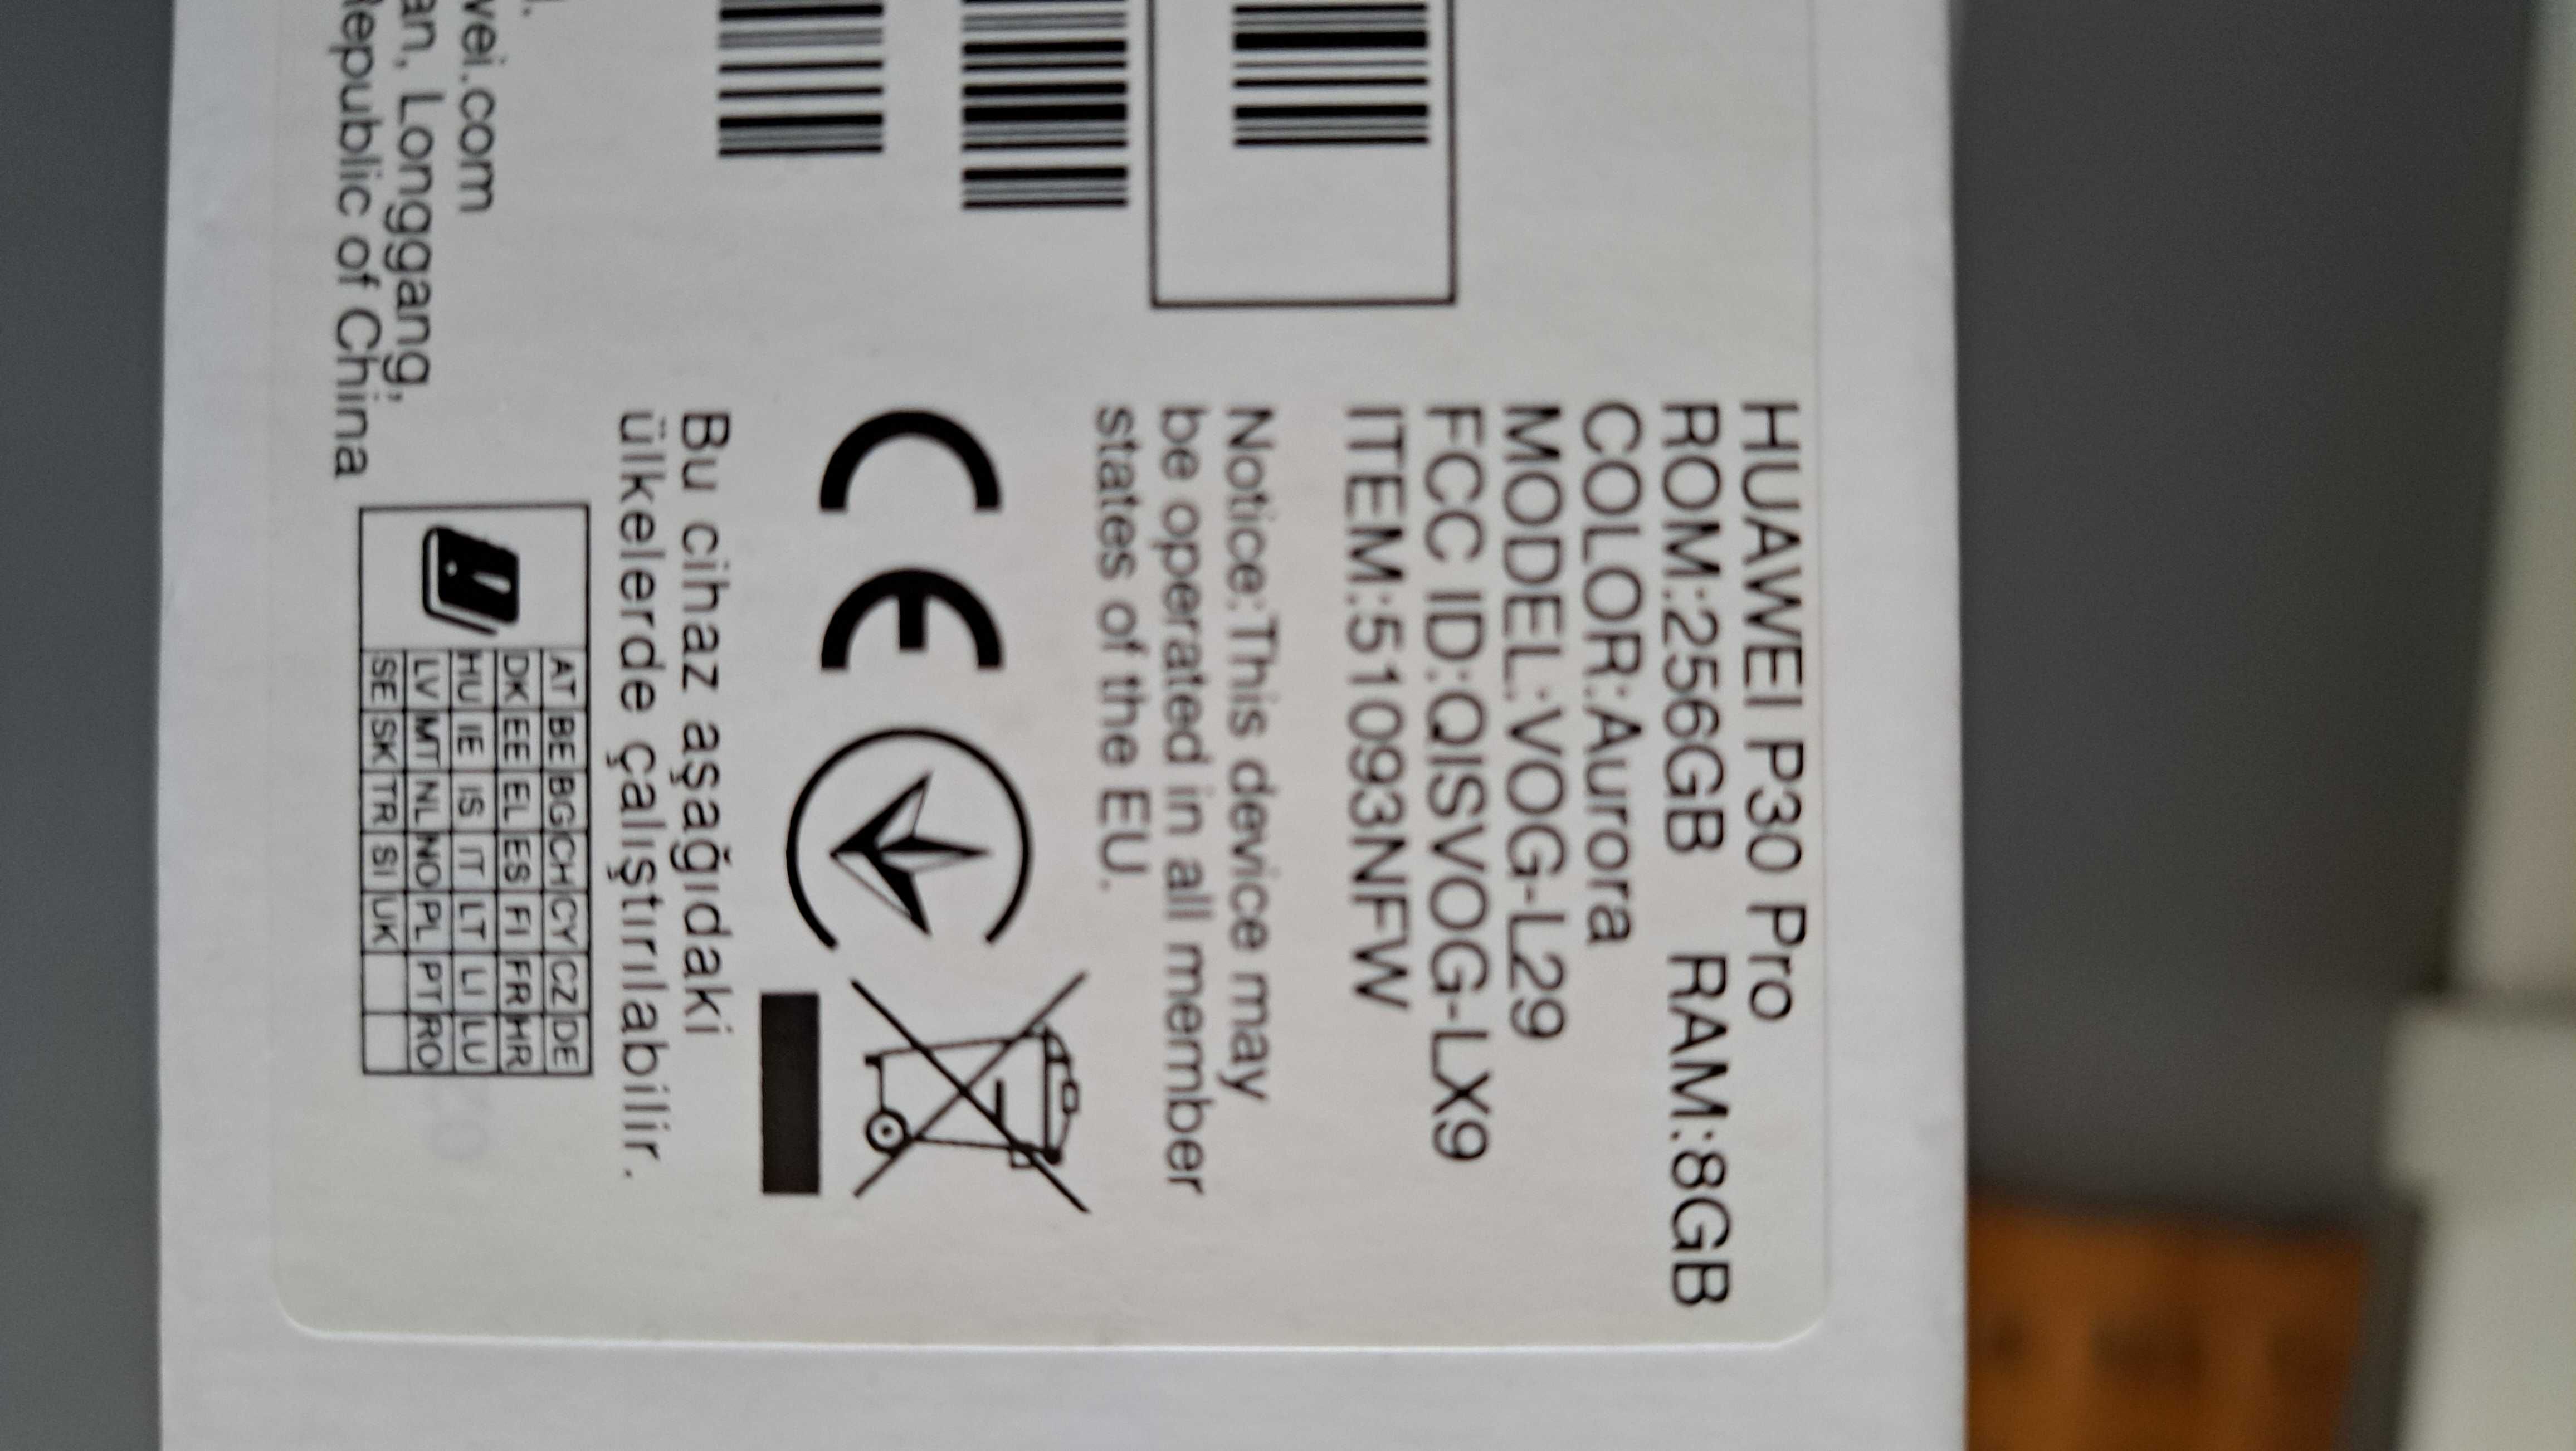 HUAWEI P30 Pro
ROM:256GB RAM:8GB
COLOR:Aurora
MODEL:VOG-L29
FCC ID:QISVOG-LX9
ITEM:51093NFW
Notice:This device may
be operated in all member
states of the EU.
CE
Bu cihaz aşağıdaki
ülkelerde çalıştırılabilir.
AT BE BG CH CY CZ DE
DK EE EL ES FI FR HR
HU IE IS IT LT LI LU
LV MT NL NO PL PT RO
SE SK TR SI UK
wei.com
an, Longgang,
Republic of China